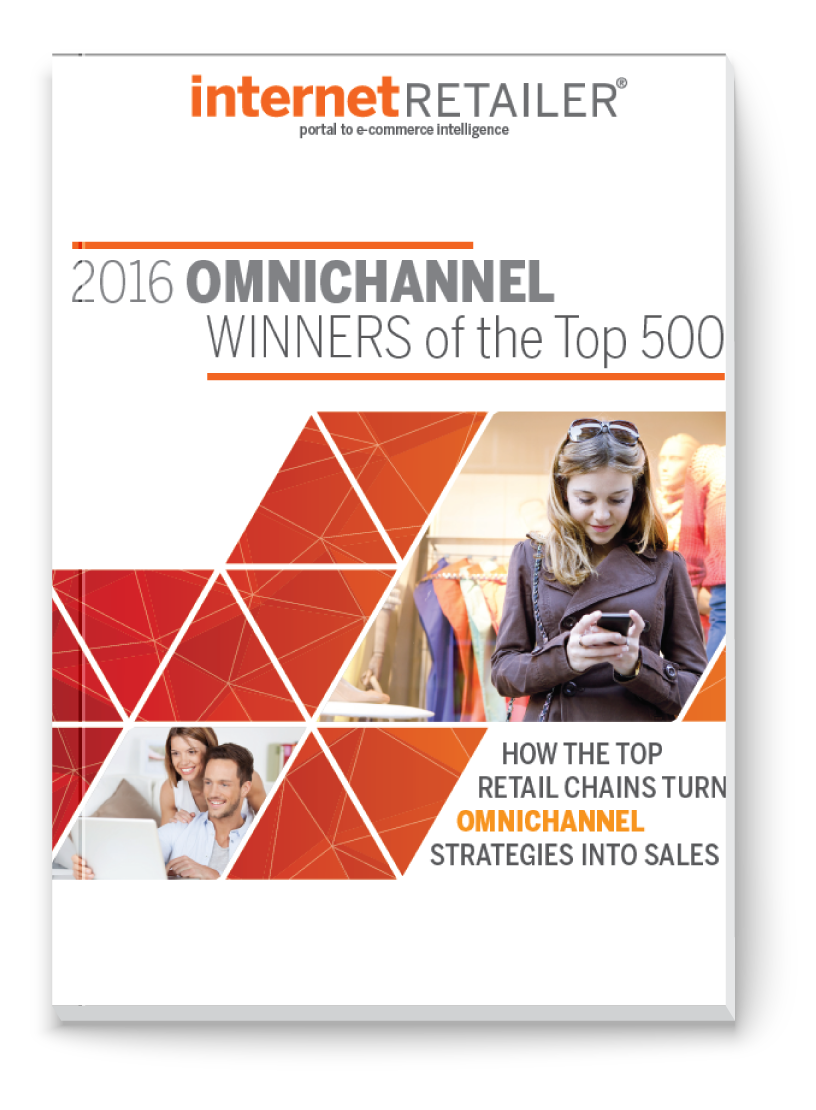 internetRETAILER®
portal to e-commerce intelligence
2016 OMNICHANNEL
WINNERS of the Top 500
HOW THE TOP
RETAIL CHAINS TURN
OMNICHANNEL
STRATEGIES INTO SALES